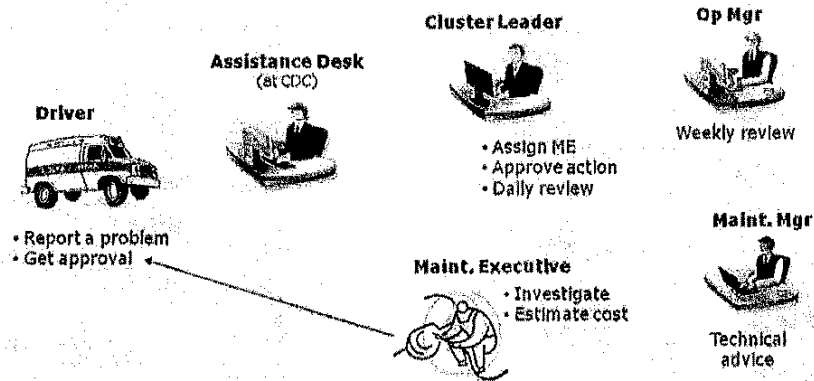 Cluster Leader
Op Mgr
Assistance Desk
(at CDC)
Driver
Weekly review
• Assign ME
• Approve action
• Daily review
Maint. Mgr
• Report a problem
• Get approval
Maint. Executive
• Investigate
• Estimate cost
Technical
advice